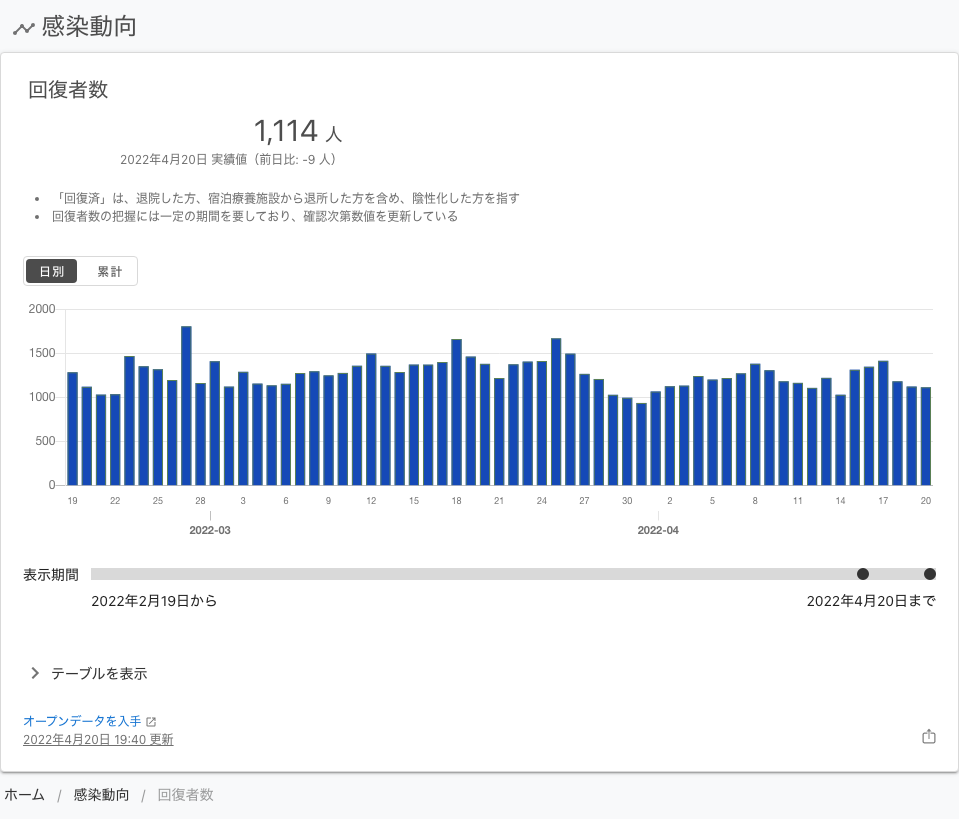 感染動向
回復者数
1,114 人
2022年4月20日 実績値（前日比: -9 人）
• 「回復済」は、退院した方、宿泊療養施設から退所した方を含め、陰性化した方を指す
• 回復者数の把握には一定の期間を要しており、確認次第数値を更新している
日別 累計
2000
1500
1000
500
0
19 22 25 28 3 6 9 12 15 18 21 24 27 30 2 5 8 11 14 17 20
2022-03 2022-04
表示期間
2022年2月19日から 2022年4月20日まで
テーブルを表示
オープンデータを入手
2022年4月20日 19:40 更新
ホーム / 感染動向 / 回復者数